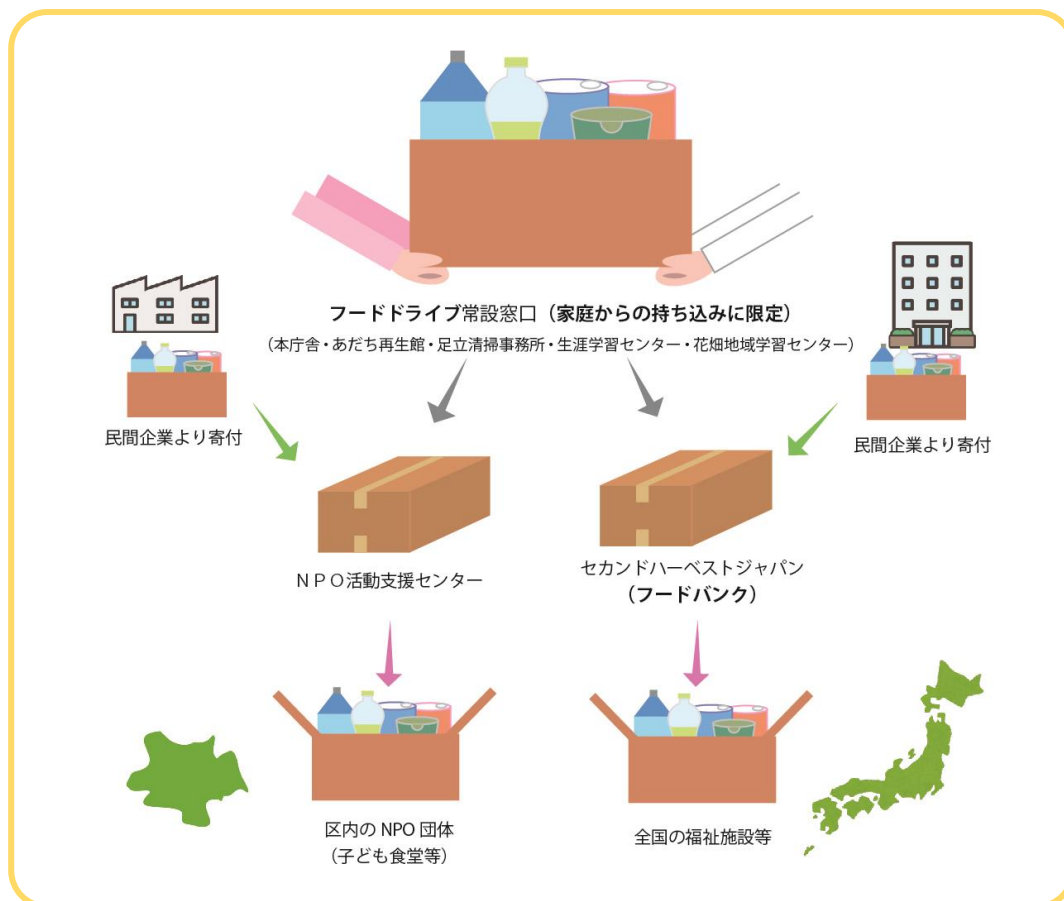 フードドライブ常設窓口（家庭からの持ち込みに限定）
（本庁舎・あだち再生館・足立清掃事務所・生涯学習センター・花畑地域学習センター）
民間企業より寄付
民間企業より寄付
ＮＰＯ活動支援センター
セカンドハーベストジャパン
（フードバンク）
区内の NPO 団体
（子ども食堂等）
全国の福祉施設等